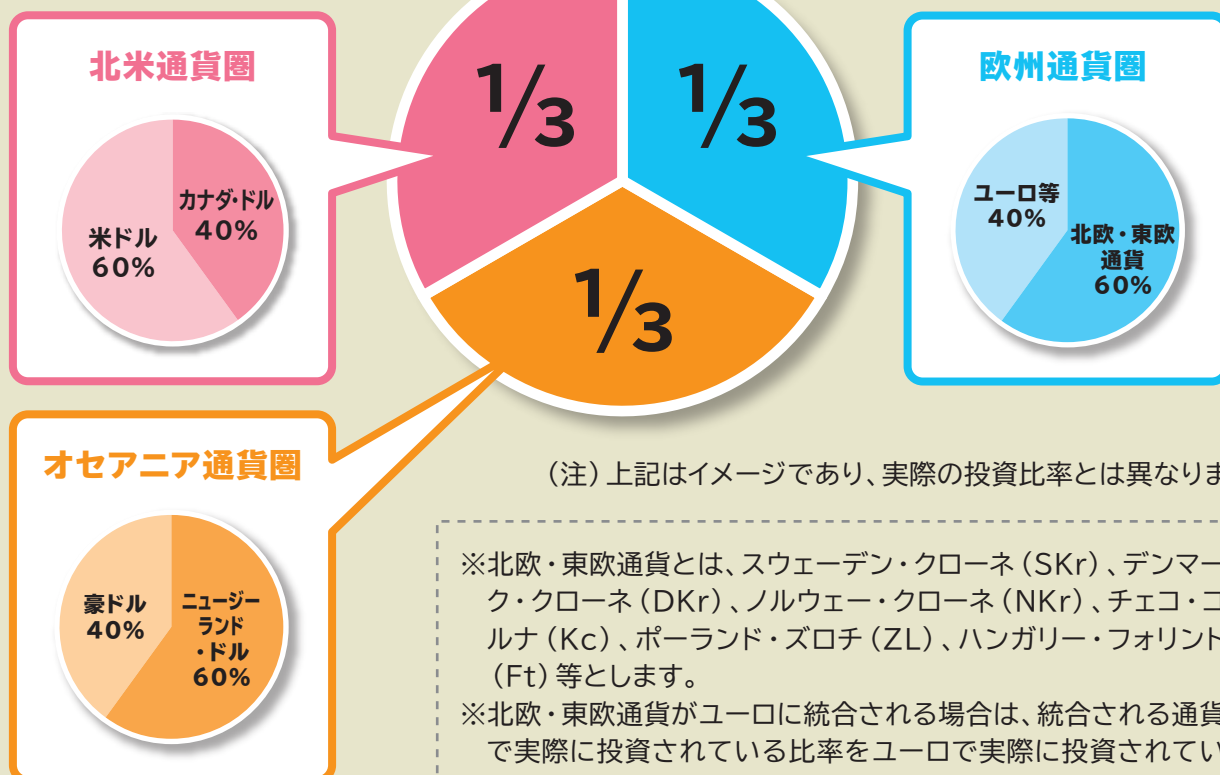 北米通貨圏
カナダ・ドル
40%
米ドル
60%
1/3
1/3
1/3
欧州通貨圏
ユーロ等
40%
北欧・東欧
通貨
60%
オセアニア通貨圏
豪ドル
40%
ニュージー
ランド
・ドル
60%
（注）上記はイメージであり、実際の投資比率とは異なりま
※北欧・東欧通貨とは、スウェーデン・クローネ（SKr）、デンマー
ク・クローネ（DKr）、ノルウェー・クローネ（NKr）、チェコ・コ
ルナ（Kc）、ポーランド・ズロチ（ZL）、ハンガリー・フォリント
（Ft）等とします。
※北欧・東欧通貨がユーロに統合される場合は、統合される通貨
で実際に投資されている比率をユーロで実際に投資されてい